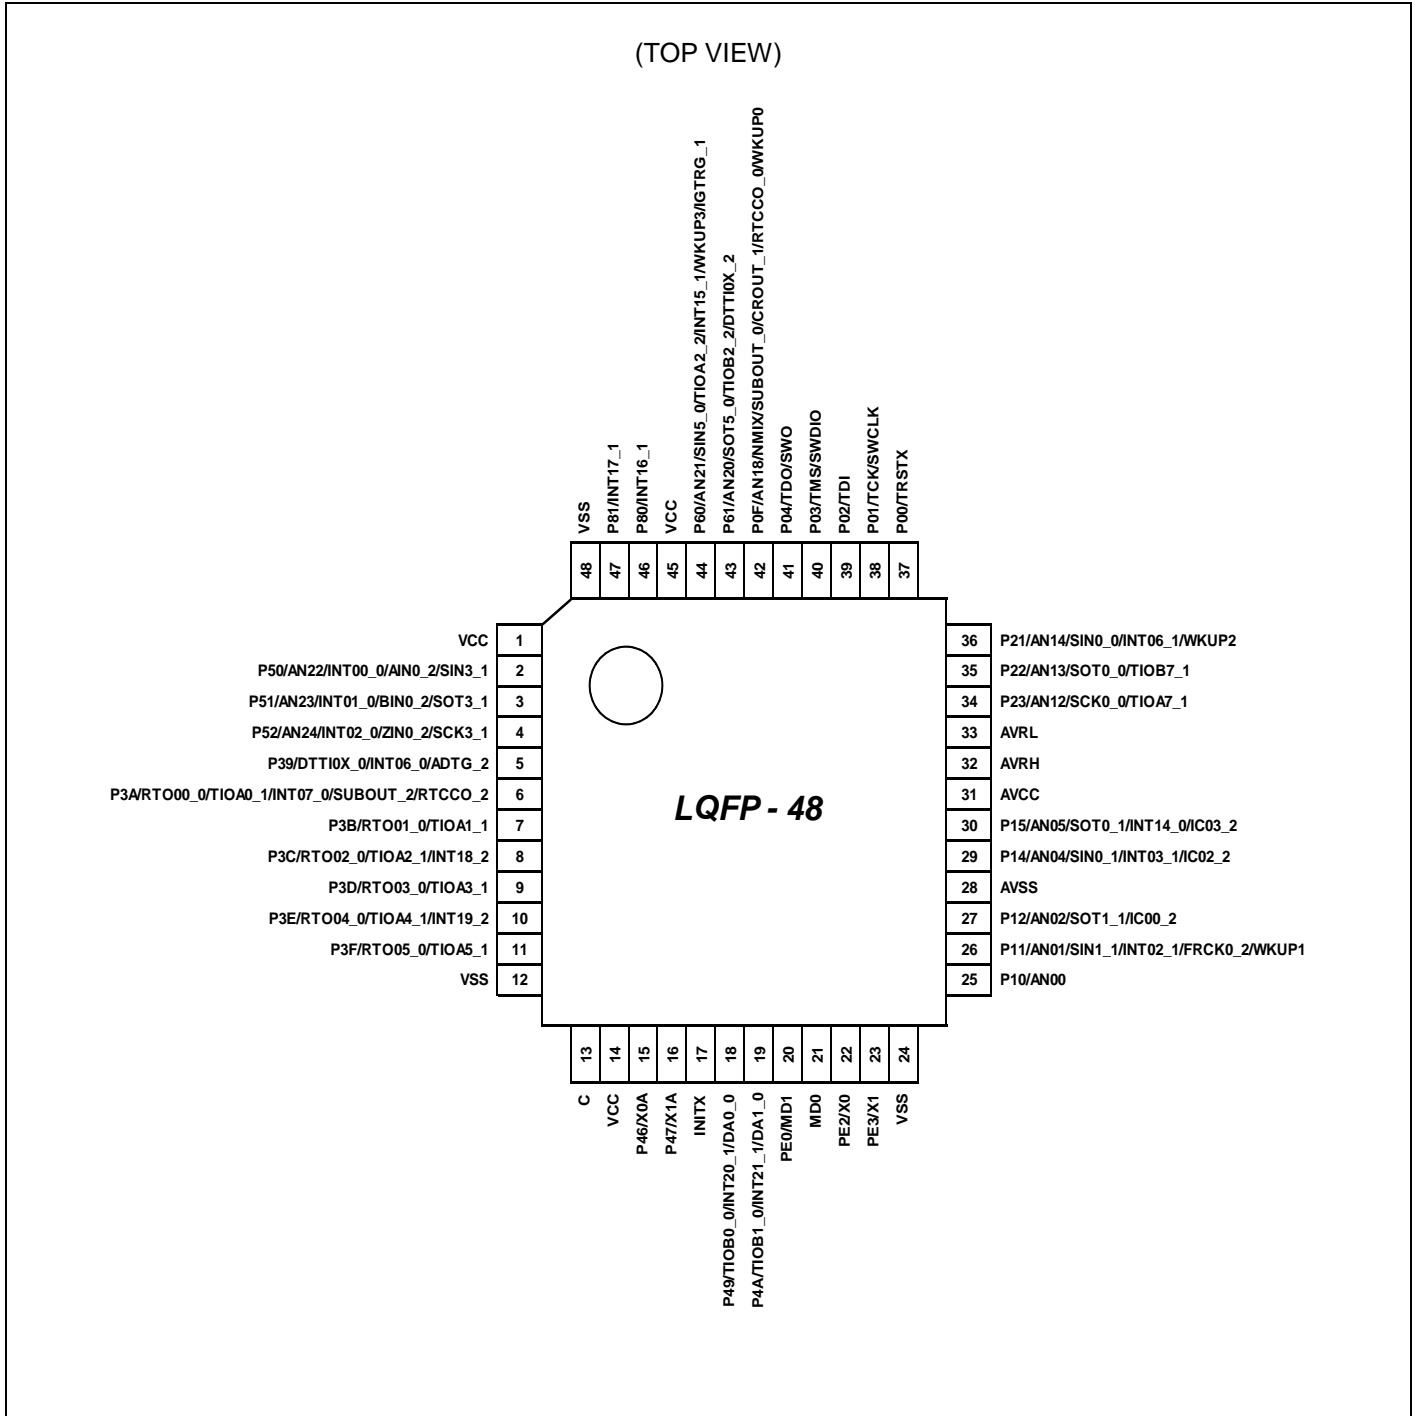 (TOP VIEW)
VSS
P81/INT17_1
P80/INT16_1
VCC
P60/AN21/SIN5_0/TIOA2_2/INT15_1/WKUP3/IGTRG_1
P61/AN20/SOT5_0/TIOB2_2/DTTI0X_2
P0F/AN18/NMIX/SUBOUT_0/CROUT_1/RTCCO_0/WKUP0
P04/TDO/SWO
P03/TMS/SWDIO
P02/TDI
P01/TCK/SWCLK
P00/TRSTX
48 47 46 45 44 43 42 41 40 39 38 37
VCC 1
P50/AN22/INT00_0/AIN0_2/SIN3_1 2
P51/AN23/INT01_0/BIN0_2/SOT3_1 3
P52/AN24/INT02_0/ZIN0_2/SCK3_1 4
P39/DTTI0X_0/INT06_0/ADTG_2 5
P3A/RTO00_0/TIOA0_1/INT07_0/SUBOUT_2/RTCCO_2 6
P3B/RTO01_0/TIOA1_1 7
P3C/RTO02_0/TIOA2_1/INT18_2 8
P3D/RTO03_0/TIOA3_1 9
P3E/RTO04_0/TIOA4_1/INT19_2 10
P3F/RTO05_0/TIOA5_1 11
VSS 12
LQFP - 48
36 P21/AN14/SIN0_0/INT06_1/WKUP2
35 P22/AN13/SOT0_0/TIOB7_1
34 P23/AN12/SCK0_0/TIOA7_1
33 AVRL
32 AVRH
31 AVCC
30 P15/AN05/SOT0_1/INT14_0/IC03_2
29 P14/AN04/SIN0_1/INT03_1/IC02_2
28 AVSS
27 P12/AN02/SOT1_1/IC00_2
26 P11/AN01/SIN1_1/INT02_1/FRCK0_2/WKUP1
25 P10/AN00
13 14 15 16 17 18 19 20 21 22 23 24
C
VCC
P46/X0A
P47/X1A
INITX
P49/TIOB0_0/INT20_1/DA0_0
P4A/TIOB1_0/INT21_1/DA1_0
PE0/MD1
MD0
PE2/X0
PE3/X1
VSS